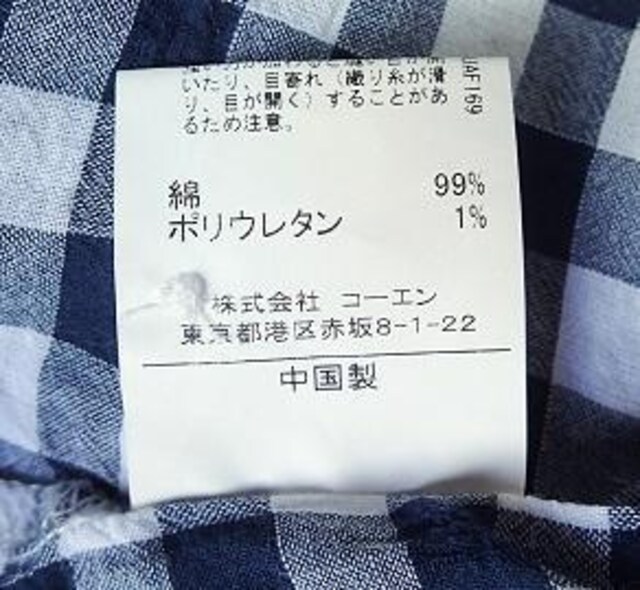 いたり、目寄れ（織り糸が滑
り、目が開く）することがあ
るため注意。
UAF169
綿 99%
ポリウレタン 1%
株式会社 コーエン
東京都港区赤坂8-1-22
中国製